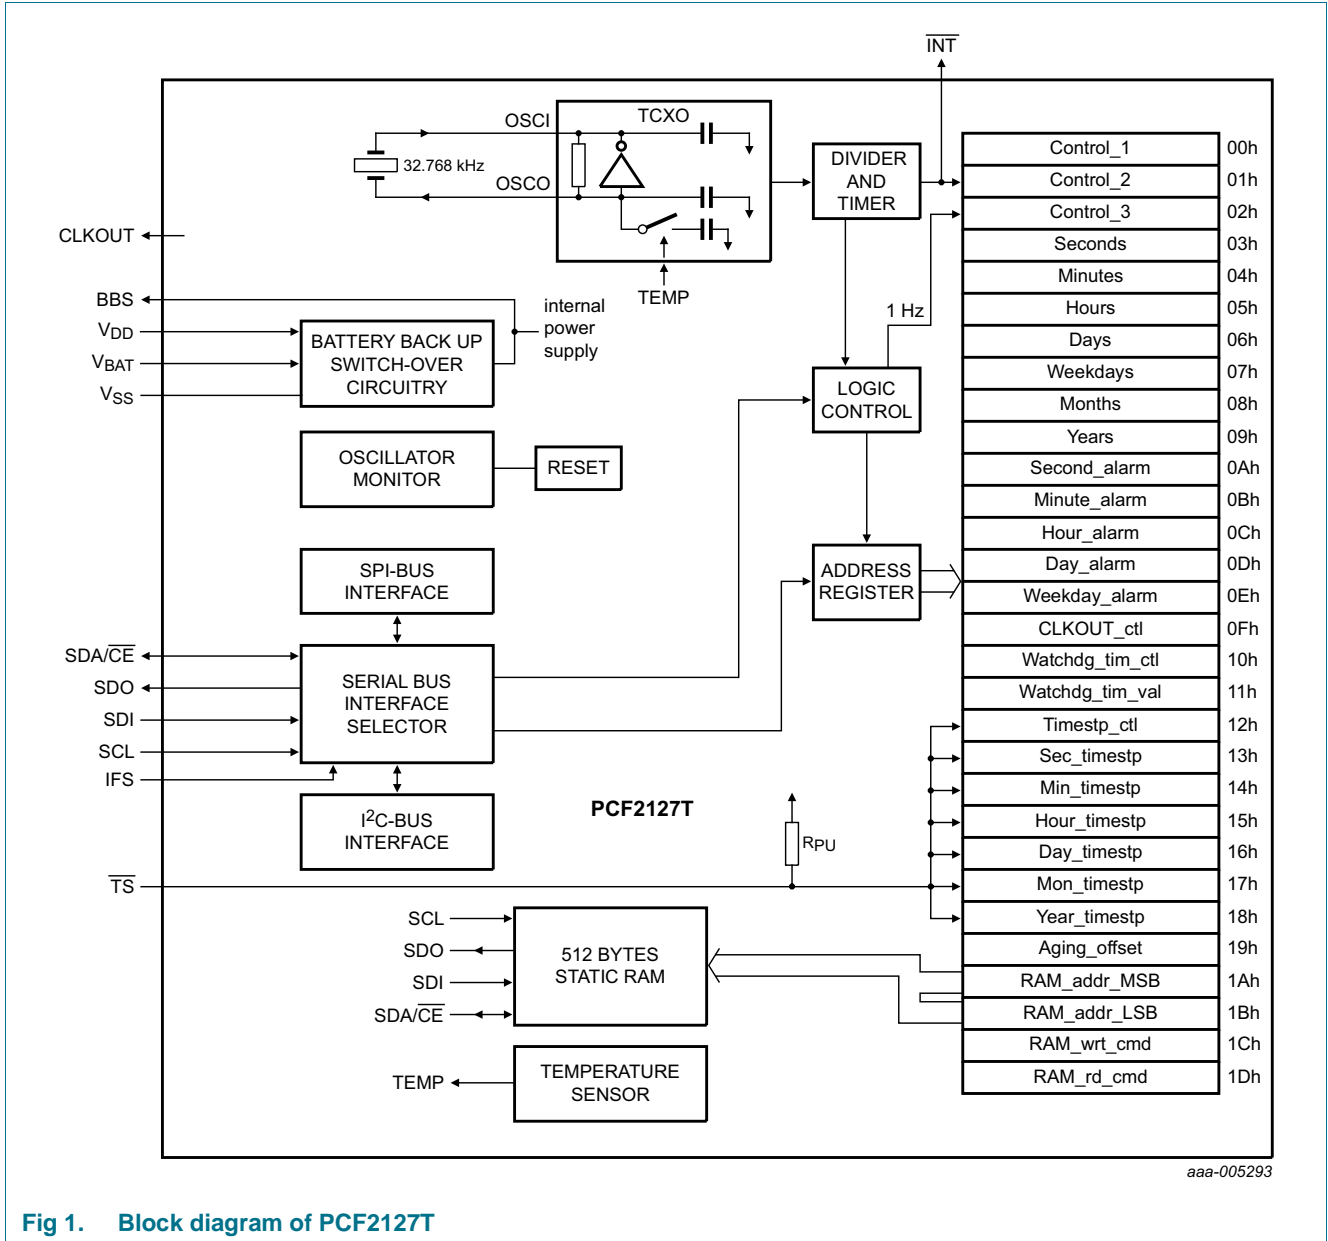 INT
OSCI
TCXO
32.768 kHz
OSCO
TEMP
DIVIDER
AND
TIMER
CLKOUT
BBS
VDD
VBAT
VSS
BATTERY BACK UP
SWITCH-OVER
CIRCUITRY
internal
power
supply
1 Hz
LOGIC
CONTROL
OSCILLATOR
MONITOR
RESET
SPI-BUS
INTERFACE
ADDRESS
REGISTER
SDA/CE
SDO
SDI
SCL
IFS
SERIAL BUS
INTERFACE
SELECTOR
I2C-BUS
INTERFACE
PCF2127T
RPU
TS
SCL
SDO
SDI
SDA/CE
512 BYTES
STATIC RAM
TEMP
TEMPERATURE
SENSOR
Control_1 00h
Control_2 01h
Control_3 02h
Seconds 03h
Minutes 04h
Hours 05h
Days 06h
Weekdays 07h
Months 08h
Years 09h
Second_alarm 0Ah
Minute_alarm 0Bh
Hour_alarm 0Ch
Day_alarm 0Dh
Weekday_alarm 0Eh
CLKOUT_ctl 0Fh
Watchdg_tim_ctl 10h
Watchdg_tim_val 11h
Timestp_ctl 12h
Sec_timestp 13h
Min_timestp 14h
Hour_timestp 15h
Day_timestp 16h
Mon_timestp 17h
Year_timestp 18h
Aging_offset 19h
RAM_addr_MSB 1Ah
RAM_addr_LSB 1Bh
RAM_wrt_cmd 1Ch
RAM_rd_cmd 1Dh
aaa-005293
Fig 1. Block diagram of PCF2127T